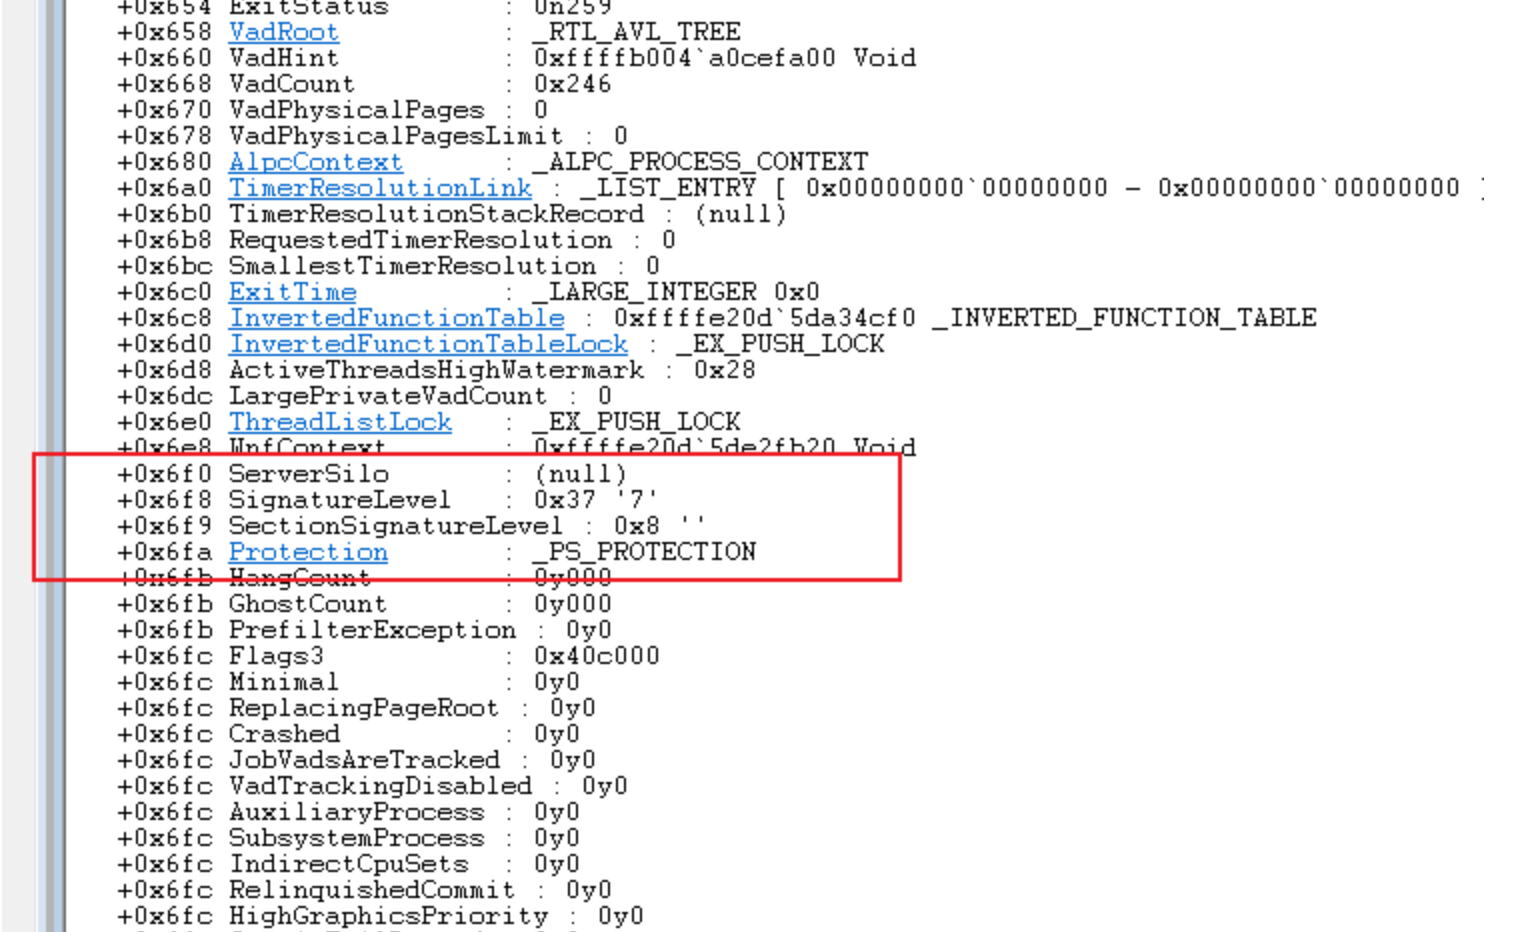 +0x654 ExitStatus : 0n259
+0x658 VadRoot : _RTL_AVL_TREE
+0x660 VadHint : 0xffffb004`a0cefa00 Void
+0x668 VadCount : 0x246
+0x670 VadPhysicalPages : 0
+0x678 VadPhysicalPagesLimit : 0
+0x680 AlpcContext : _ALPC_PROCESS_CONTEXT
+0x6a0 TimerResolutionLink : _LIST_ENTRY [ 0x00000000`00000000 - 0x00000000`00000000 ]
+0x6b0 TimerResolutionStackRecord : (null)
+0x6b8 RequestedTimerResolution : 0
+0x6bc SmallestTimerResolution : 0
+0x6c0 ExitTime : _LARGE_INTEGER 0x0
+0x6c8 InvertedFunctionTable : 0xffffe20d`5da34cf0 _INVERTED_FUNCTION_TABLE
+0x6d0 InvertedFunctionTableLock : _EX_PUSH_LOCK
+0x6d8 ActiveThreadsHighWatermark : 0x28
+0x6dc LargePrivateVadCount : 0
+0x6e0 ThreadListLock : _EX_PUSH_LOCK
+0x6e8 WnfContext : 0xffffe20d`5de2fb20 Void
+0x6f0 ServerSilo : (null)
+0x6f8 SignatureLevel : 0x37 '7'
+0x6f9 SectionSignatureLevel : 0x8 ''
+0x6fa Protection : _PS_PROTECTION
+0x6fb HangCount : 0y000
+0x6fb GhostCount : 0y000
+0x6fb PrefilterException : 0y0
+0x6fc Flags3 : 0x40c000
+0x6fc Minimal : 0y0
+0x6fc ReplacingPageRoot : 0y0
+0x6fc Crashed : 0y0
+0x6fc JobVadsAreTracked : 0y0
+0x6fc VadTrackingDisabled : 0y0
+0x6fc AuxiliaryProcess : 0y0
+0x6fc SubsystemProcess : 0y0
+0x6fc IndirectCpuSets : 0y0
+0x6fc RelinquishedCommit : 0y0
+0x6fc HighGraphicsPriority : 0y0